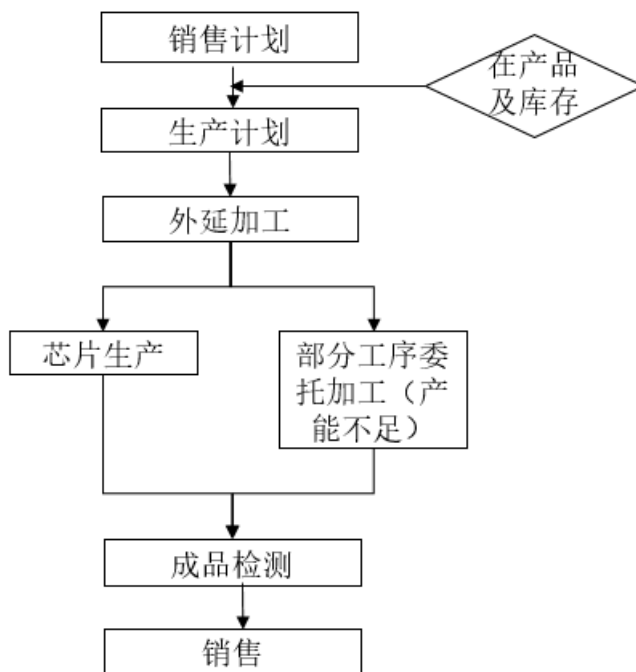 销售计划
在产品
及库存
生产计划
外延加工
芯片生产
部分工序委
托加工（产
能不足）
成品检测
销售